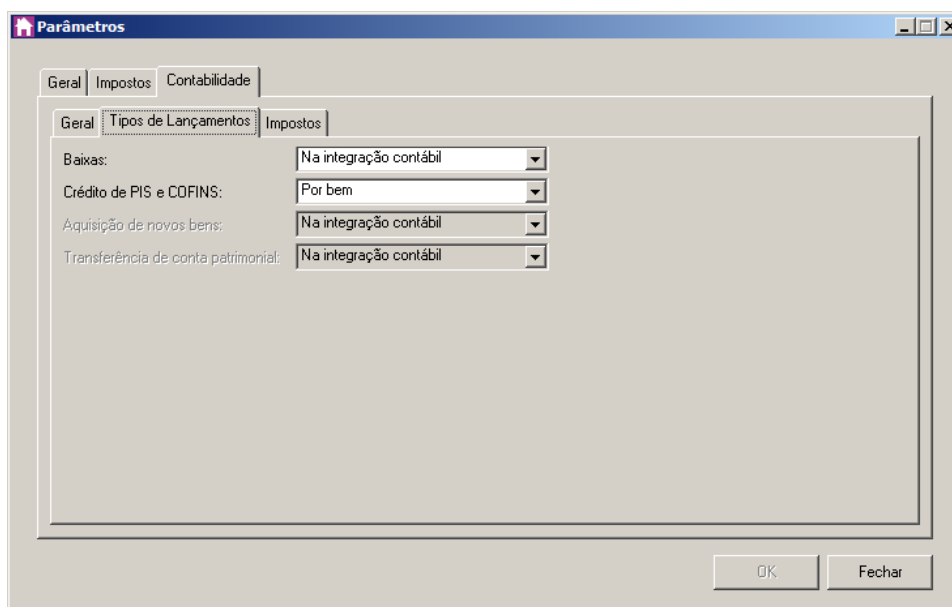 Parâmetros
Geral Impostos Contabilidade
Geral Tipos de Lançamentos Impostos
Baixas: Na integração contábil
Crédito de PIS e COFINS: Por bem
Aquisição de novos bens: Na integração contábil
Transferência de conta patrimonial: Na integração contábil
OK Fechar